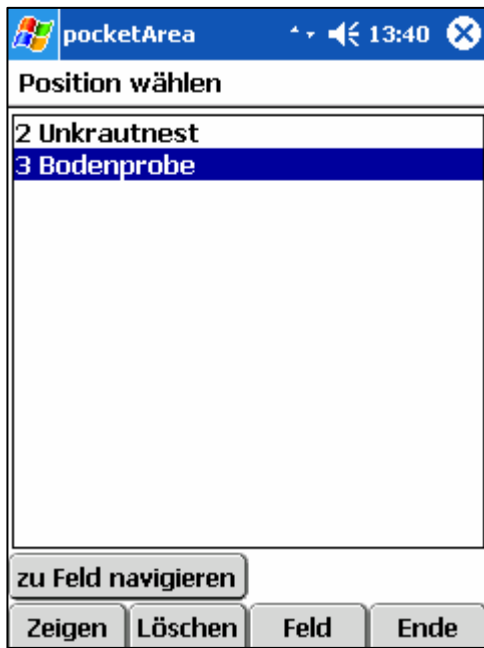 pocketArea 13:40
Position wählen
2 Unkrautnest
3 Bodenprobe
zu Feld navigieren
Zeigen Löschen Feld Ende